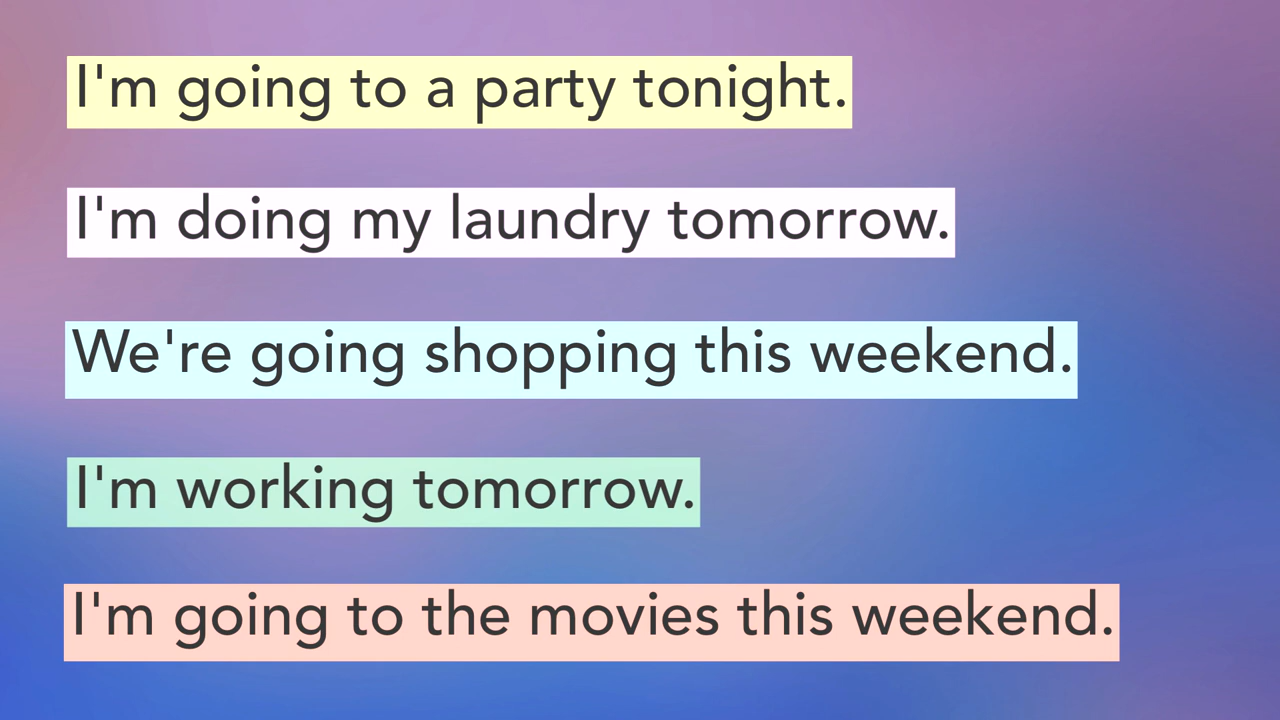 I'm going to a party tonight.
I'm doing my laundry tomorrow.
We're going shopping this weekend.
I'm working tomorrow.
I'm going to the movies this weekend.